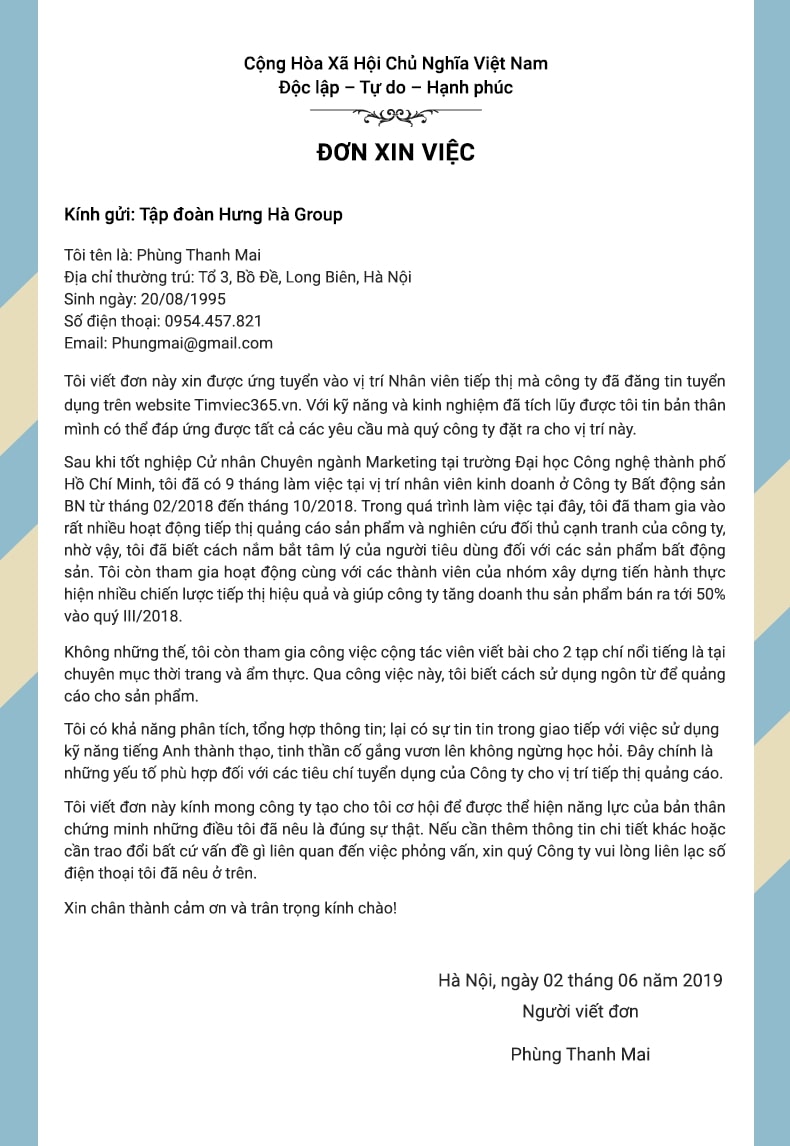 Cộng Hòa Xã Hội Chủ Nghĩa Việt Nam
Độc lập – Tự do – Hạnh phúc
ĐƠN XIN VIỆC
Kính gửi: Tập đoàn Hưng Hà Group
Tôi tên là: Phùng Thanh Mai
Địa chỉ thường trú: Tổ 3, Bồ Đề, Long Biên, Hà Nội
Sinh ngày: 20/08/1995
Số điện thoại: 0954.457.821
Email: Phungmai@gmail.com
Tôi viết đơn này xin được ứng tuyển vào vị trí Nhân viên tiếp thị mà công ty đã đăng tin tuyển
dụng trên website Timviec365.vn. Với kỹ năng và kinh nghiệm đã tích lũy được tôi tin bản thân
mình có thể đáp ứng được tất cả các yêu cầu mà quý công ty đặt ra cho vị trí này.
Sau khi tốt nghiệp Cử nhân Chuyên ngành Marketing tại trường Đại học Công nghệ thành phố
Hồ Chí Minh, tôi đã có 9 tháng làm việc tại vị trí nhân viên kinh doanh ở Công ty Bất động sản
BN từ tháng 02/2018 đến tháng 10/2018. Trong quá trình làm việc tại đây, tôi đã tham gia vào
rất nhiều hoạt động tiếp thị quảng cáo sản phẩm và nghiên cứu đối thủ cạnh tranh của công ty,
nhờ vậy, tôi đã biết cách nắm bắt tâm lý của người tiêu dùng đối với các sản phẩm bất động
sản. Tôi còn tham gia hoạt động cùng với các thành viên của nhóm xây dựng tiến hành thực
hiện nhiều chiến lược tiếp thị hiệu quả và giúp công ty tăng doanh thu sản phẩm bán ra tới 50%
vào quý III/2018.
Không những thế, tôi còn tham gia công việc cộng tác viên viết bài cho 2 tạp chí nổi tiếng là tại
chuyên mục thời trang và ẩm thực. Qua công việc này, tôi biết cách sử dụng ngôn từ để quảng
cáo cho sản phẩm.
Tôi có khả năng phân tích, tổng hợp thông tin; lại có sự tin tin trong giao tiếp với việc sử dụng
kỹ năng tiếng Anh thành thạo, tinh thần cố gắng vươn lên không ngừng học hỏi. Đây chính là
những yếu tố phù hợp đối với các tiêu chí tuyển dụng của Công ty cho vị trí tiếp thị quảng cáo.
Tôi viết đơn này kính mong công ty tạo cho tôi cơ hội để được thể hiện năng lực của bản thân
chứng minh những điều tôi đã nêu là đúng sự thật. Nếu cần thêm thông tin chi tiết khác hoặc
cần trao đổi bất cứ vấn đề gì liên quan đến việc phỏng vấn, xin quý Công ty vui lòng liên lạc số
điện thoại tôi đã nêu ở trên.
Xin chân thành cảm ơn và trân trọng kính chào!
Hà Nội, ngày 02 tháng 06 năm 2019
Người viết đơn
Phùng Thanh Mai